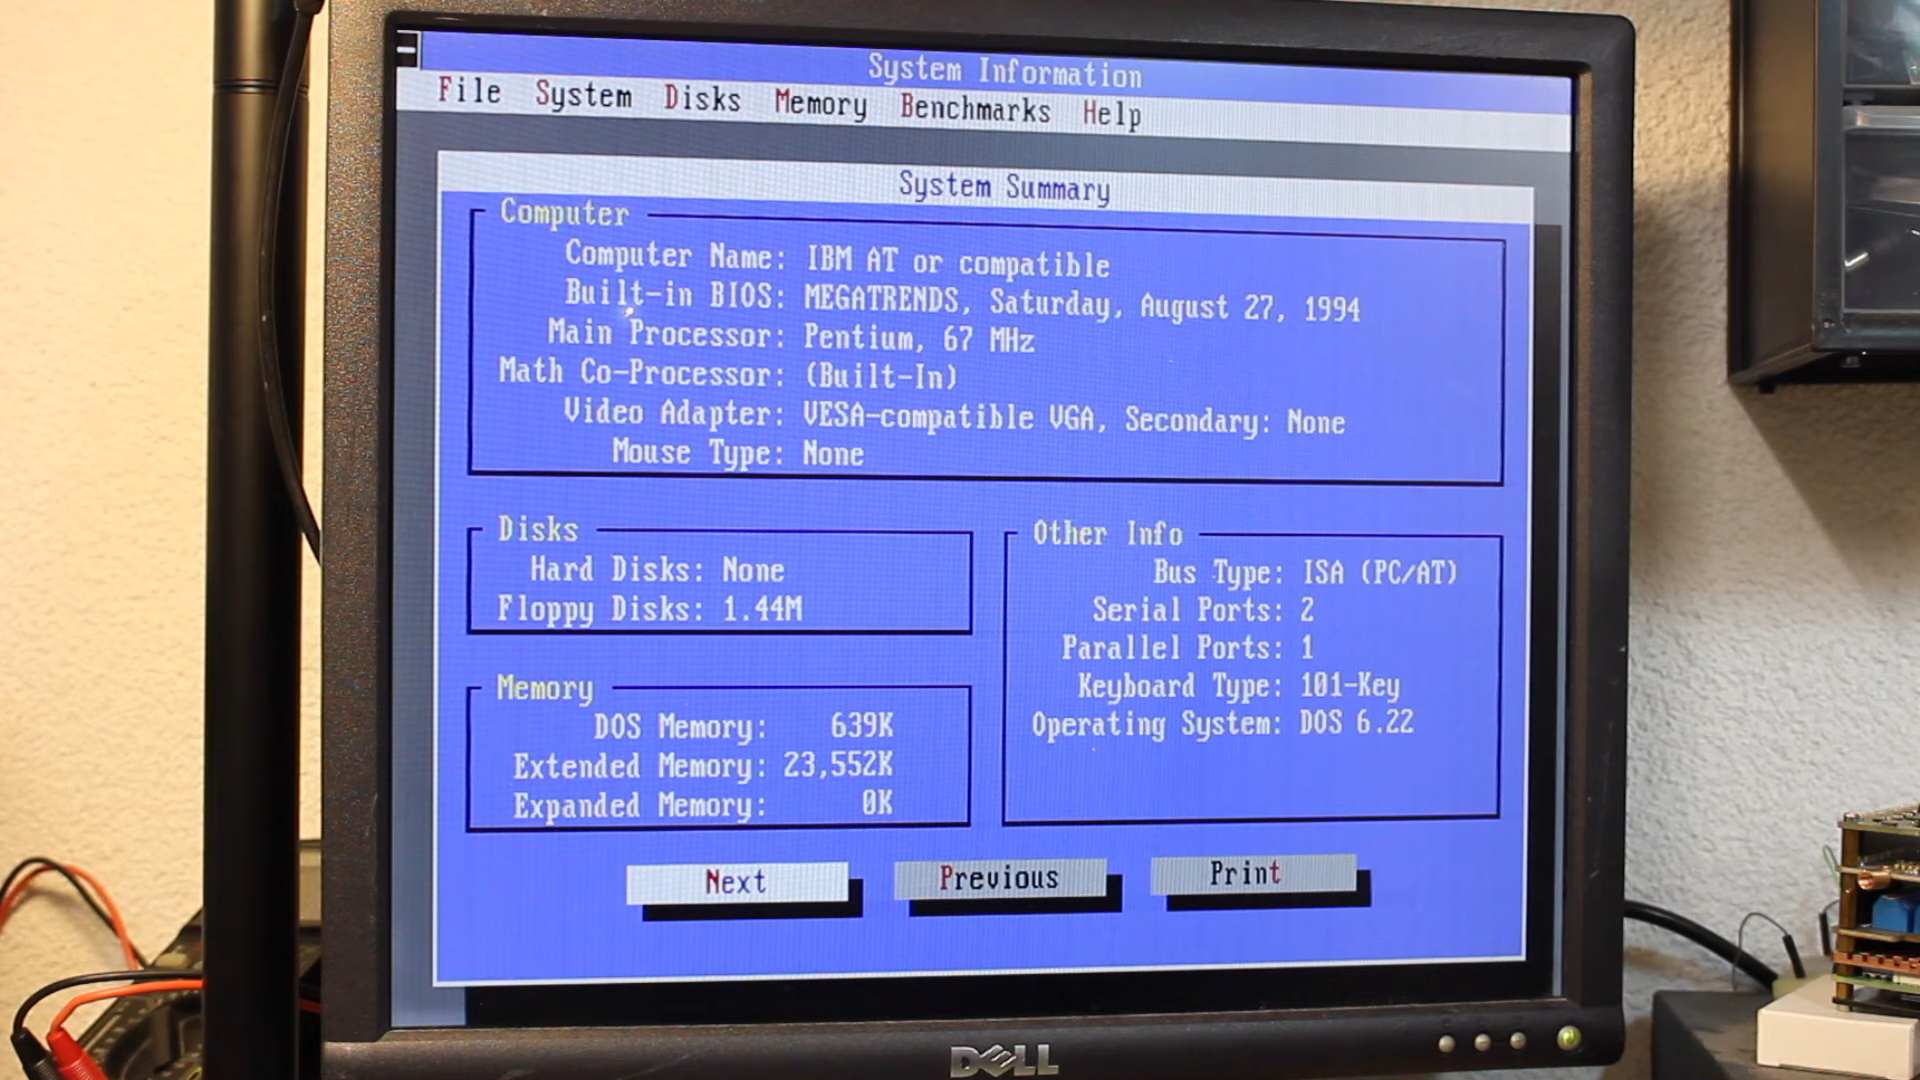 System Information
File System Disks Memory Benchmarks Help
System Summary
Computer
Computer Name: IBM AT or compatible
Built-in BIOS: MEGATRENDS, Saturday, August 27, 1994
Main Processor: Pentium, 67 MHz
Math Co-Processor: (Built-In)
Video Adapter: VESA-compatible VGA, Secondary: None
Mouse Type: None
Disks
Hard Disks: None
Floppy Disks: 1.44M
Memory
DOS Memory: 639K
Extended Memory: 23,552K
Expanded Memory: 0K
Other Info
Bus Type: ISA (PC/AT)
Serial Ports: 2
Parallel Ports: 1
Keyboard Type: 101-Key
Operating System: DOS 6.22
Next Previous Print
DELL